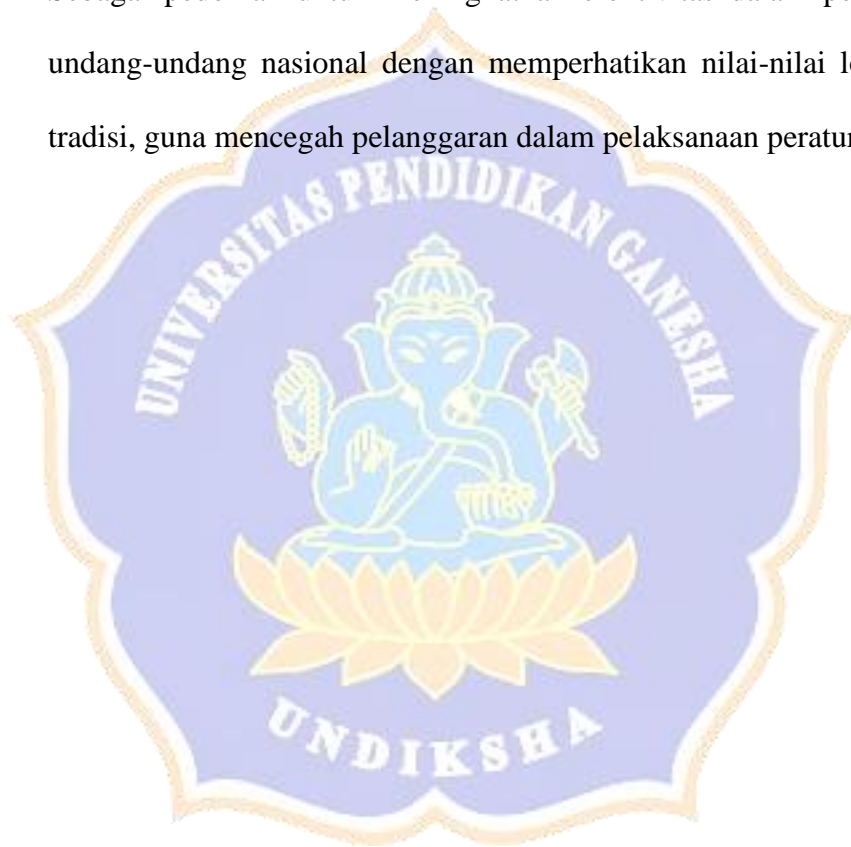 undang-undang nasional dengan memperhatikan nilai-nilai
tradisi, guna mencegah pelanggaran dalam pelaksanaan
UNIVERSITAS PENDIDIKAN GANESHA
UNDIKSHA